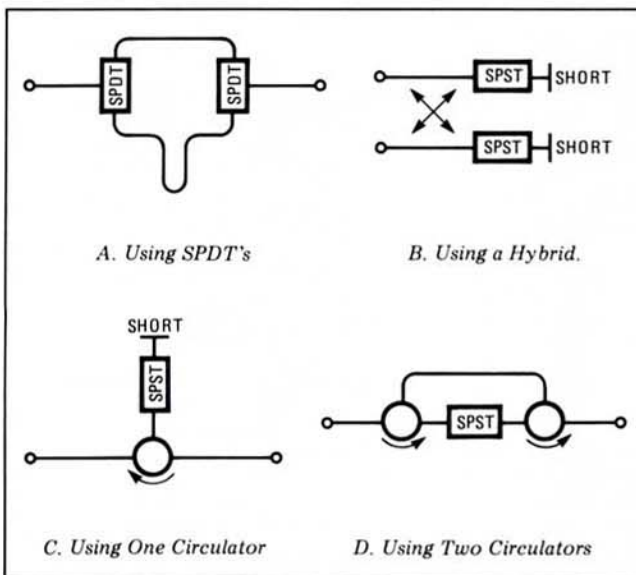 SPDT
SPDT
A. Using SPDT's
SPST
SHORT
SPST
SHORT
B. Using a Hybrid.
SHORT
SPST
C. Using One Circulator
SPST
D. Using Two Circulators